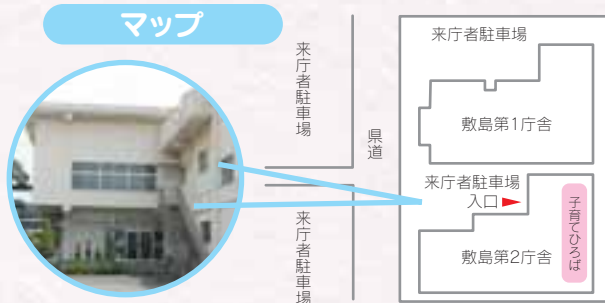 マップ
来庁者駐車場
来庁者駐車場
県道
来庁者駐車場
敷島第1庁舎
来庁者駐車場
入口
子育てひろば
敷島第2庁舎